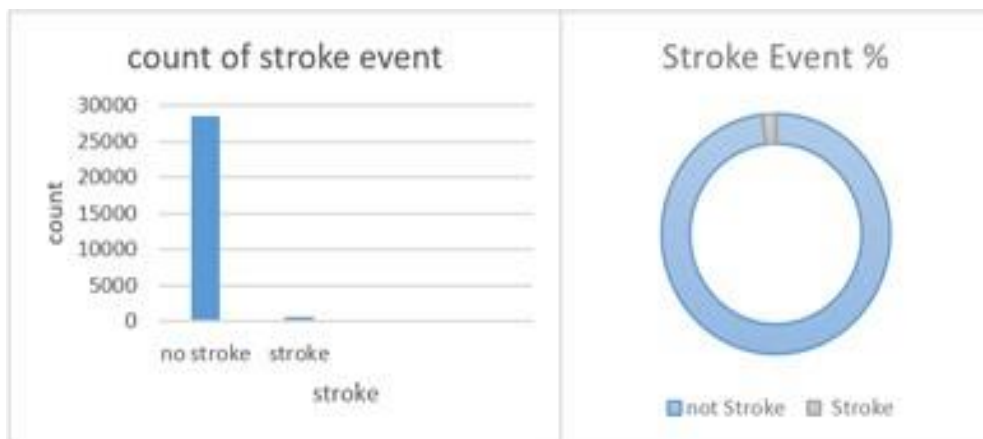 count of stroke event
30000
25000
20000
15000
10000
5000
0
count
no stroke stroke
stroke
Stroke Event %
not Stroke Stroke